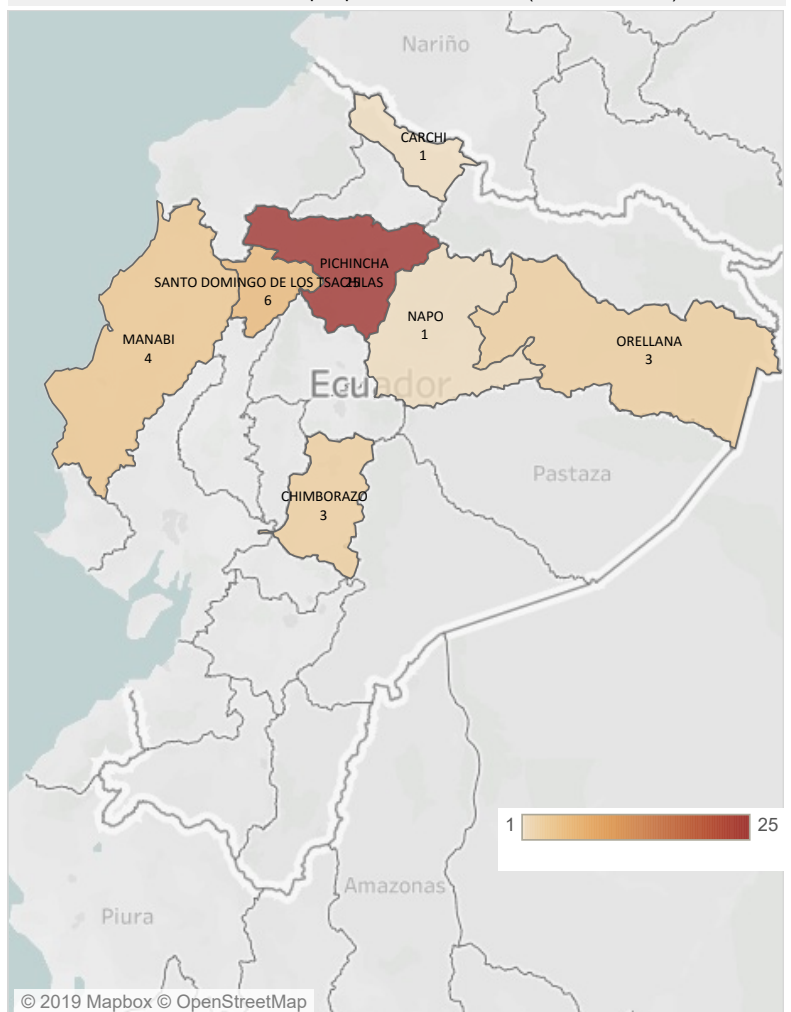 Nariño
CARCHI
1
PICHINCHA
25
SANTO DOMINGO DE LOS TSACHILAS
6
NAPO
1
MANABI
4
ORELLANA
3
Ecuador
Pastaza
CHIMBORAZO
3
1
25
Amazonas
Piura
© 2019 Mapbox © OpenStreetMap